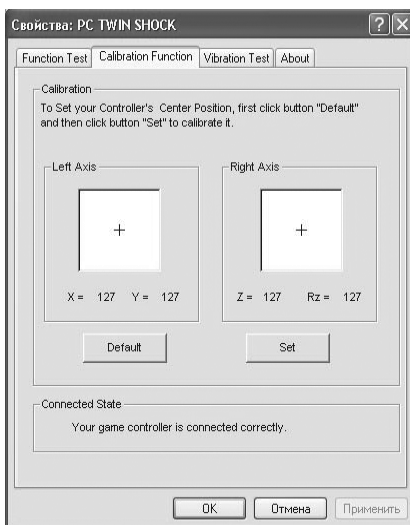 Свойства: PC TWIN SHOCK
Function Test Calibration Function Vibration Test About
Calibration
To Set your Controller's Center Position, first click button "Default"
and then click button "Set" to calibrate it.
Left Axis Right Axis
X = 127 Y = 127 Z = 127 Rz = 127
Default Set
Connected State
Your game controller is connected correctly.
OK Отмена Применить